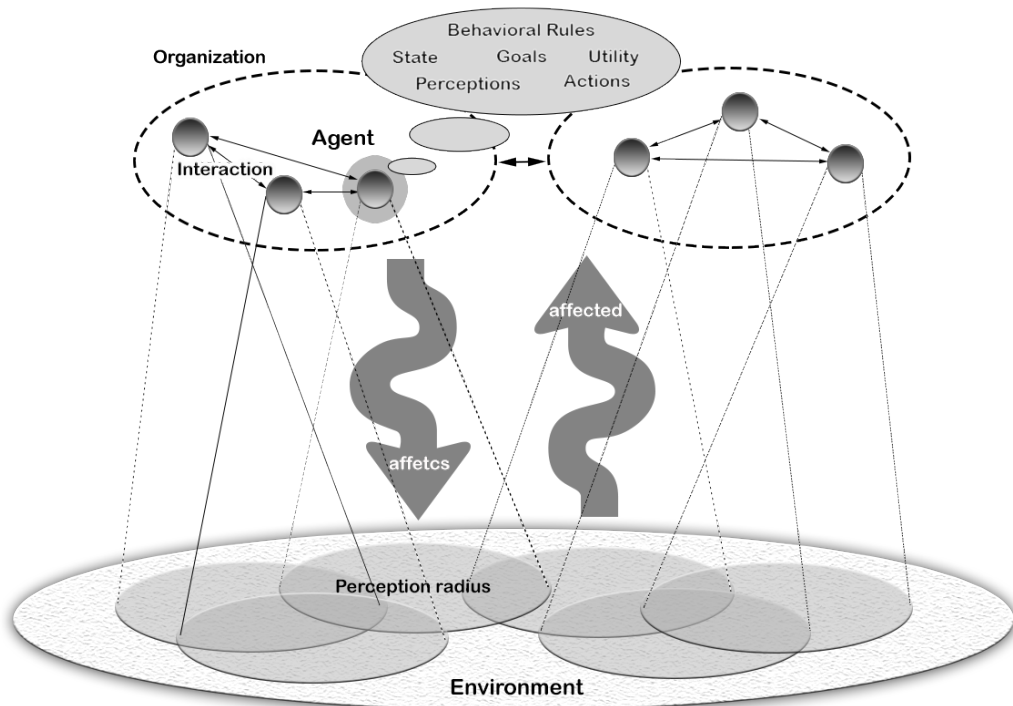 Behavioral Rules
Organization
State Goals Utility
Perceptions Actions
Agent
Interaction
affected
affetcs
Perception radius
Environment